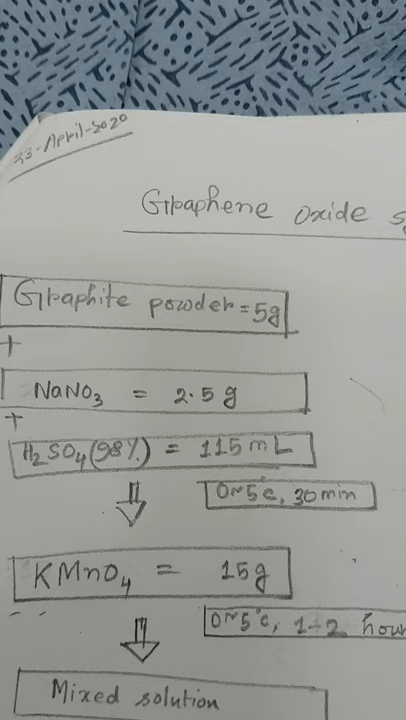 23-April-2020
Graphene Oxide
Graphite powder = 5g
+
NaNO₃ = 2.5 g
+
H₂SO₄ (98%) = 115 mL
0~5°c, 30 min
KMnO₄ = 15g
0~5°c, 1-2 hour
Mixed solution